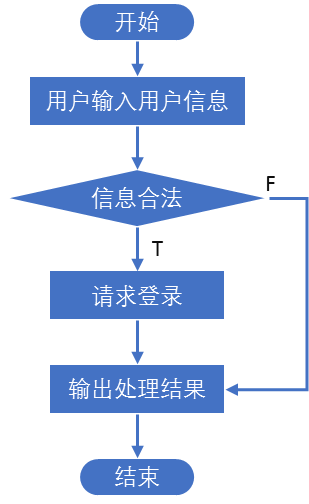 开始
用户输入用户信息
信息合法
F
T
请求登录
输出处理结果
结束